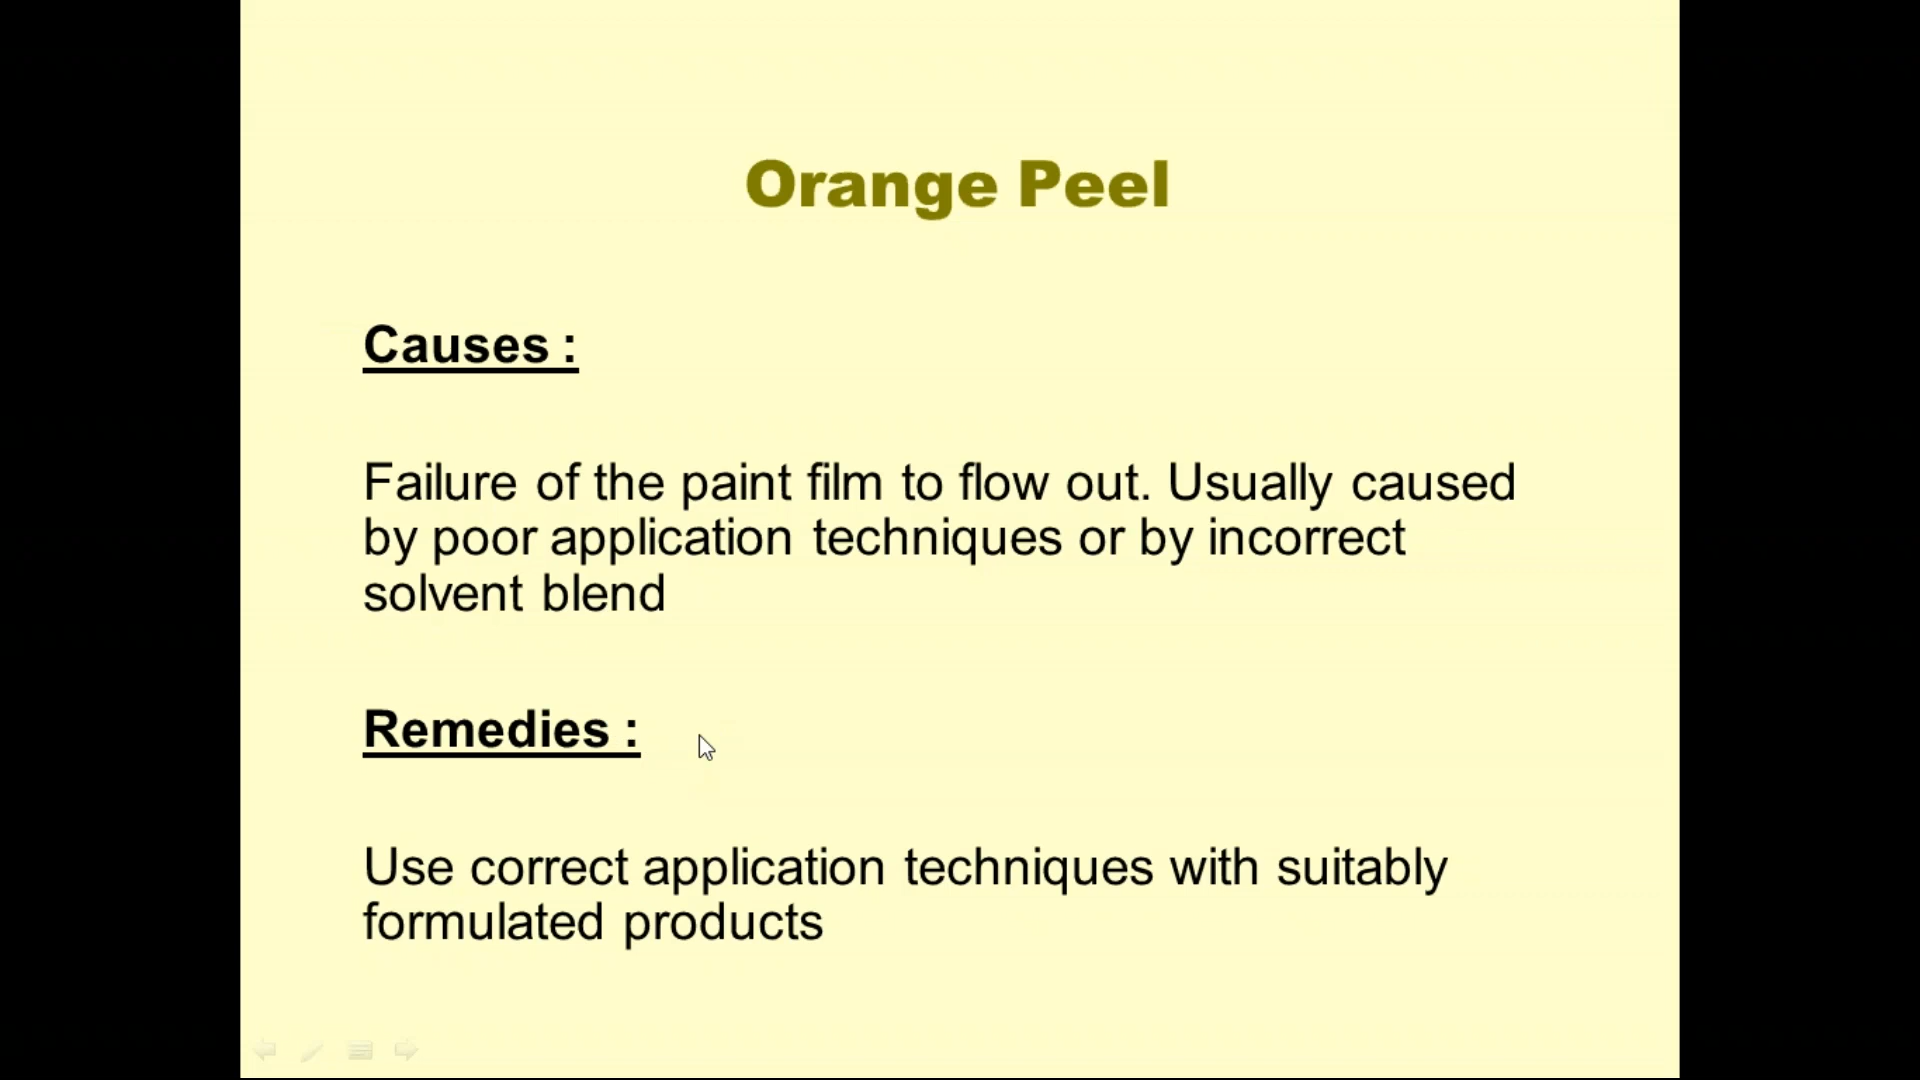 Orange Peel
Causes :
Failure of the paint film to flow out. Usually caused
by poor application techniques or by incorrect
solvent blend
Remedies :
Use correct application techniques with suitably
formulated products